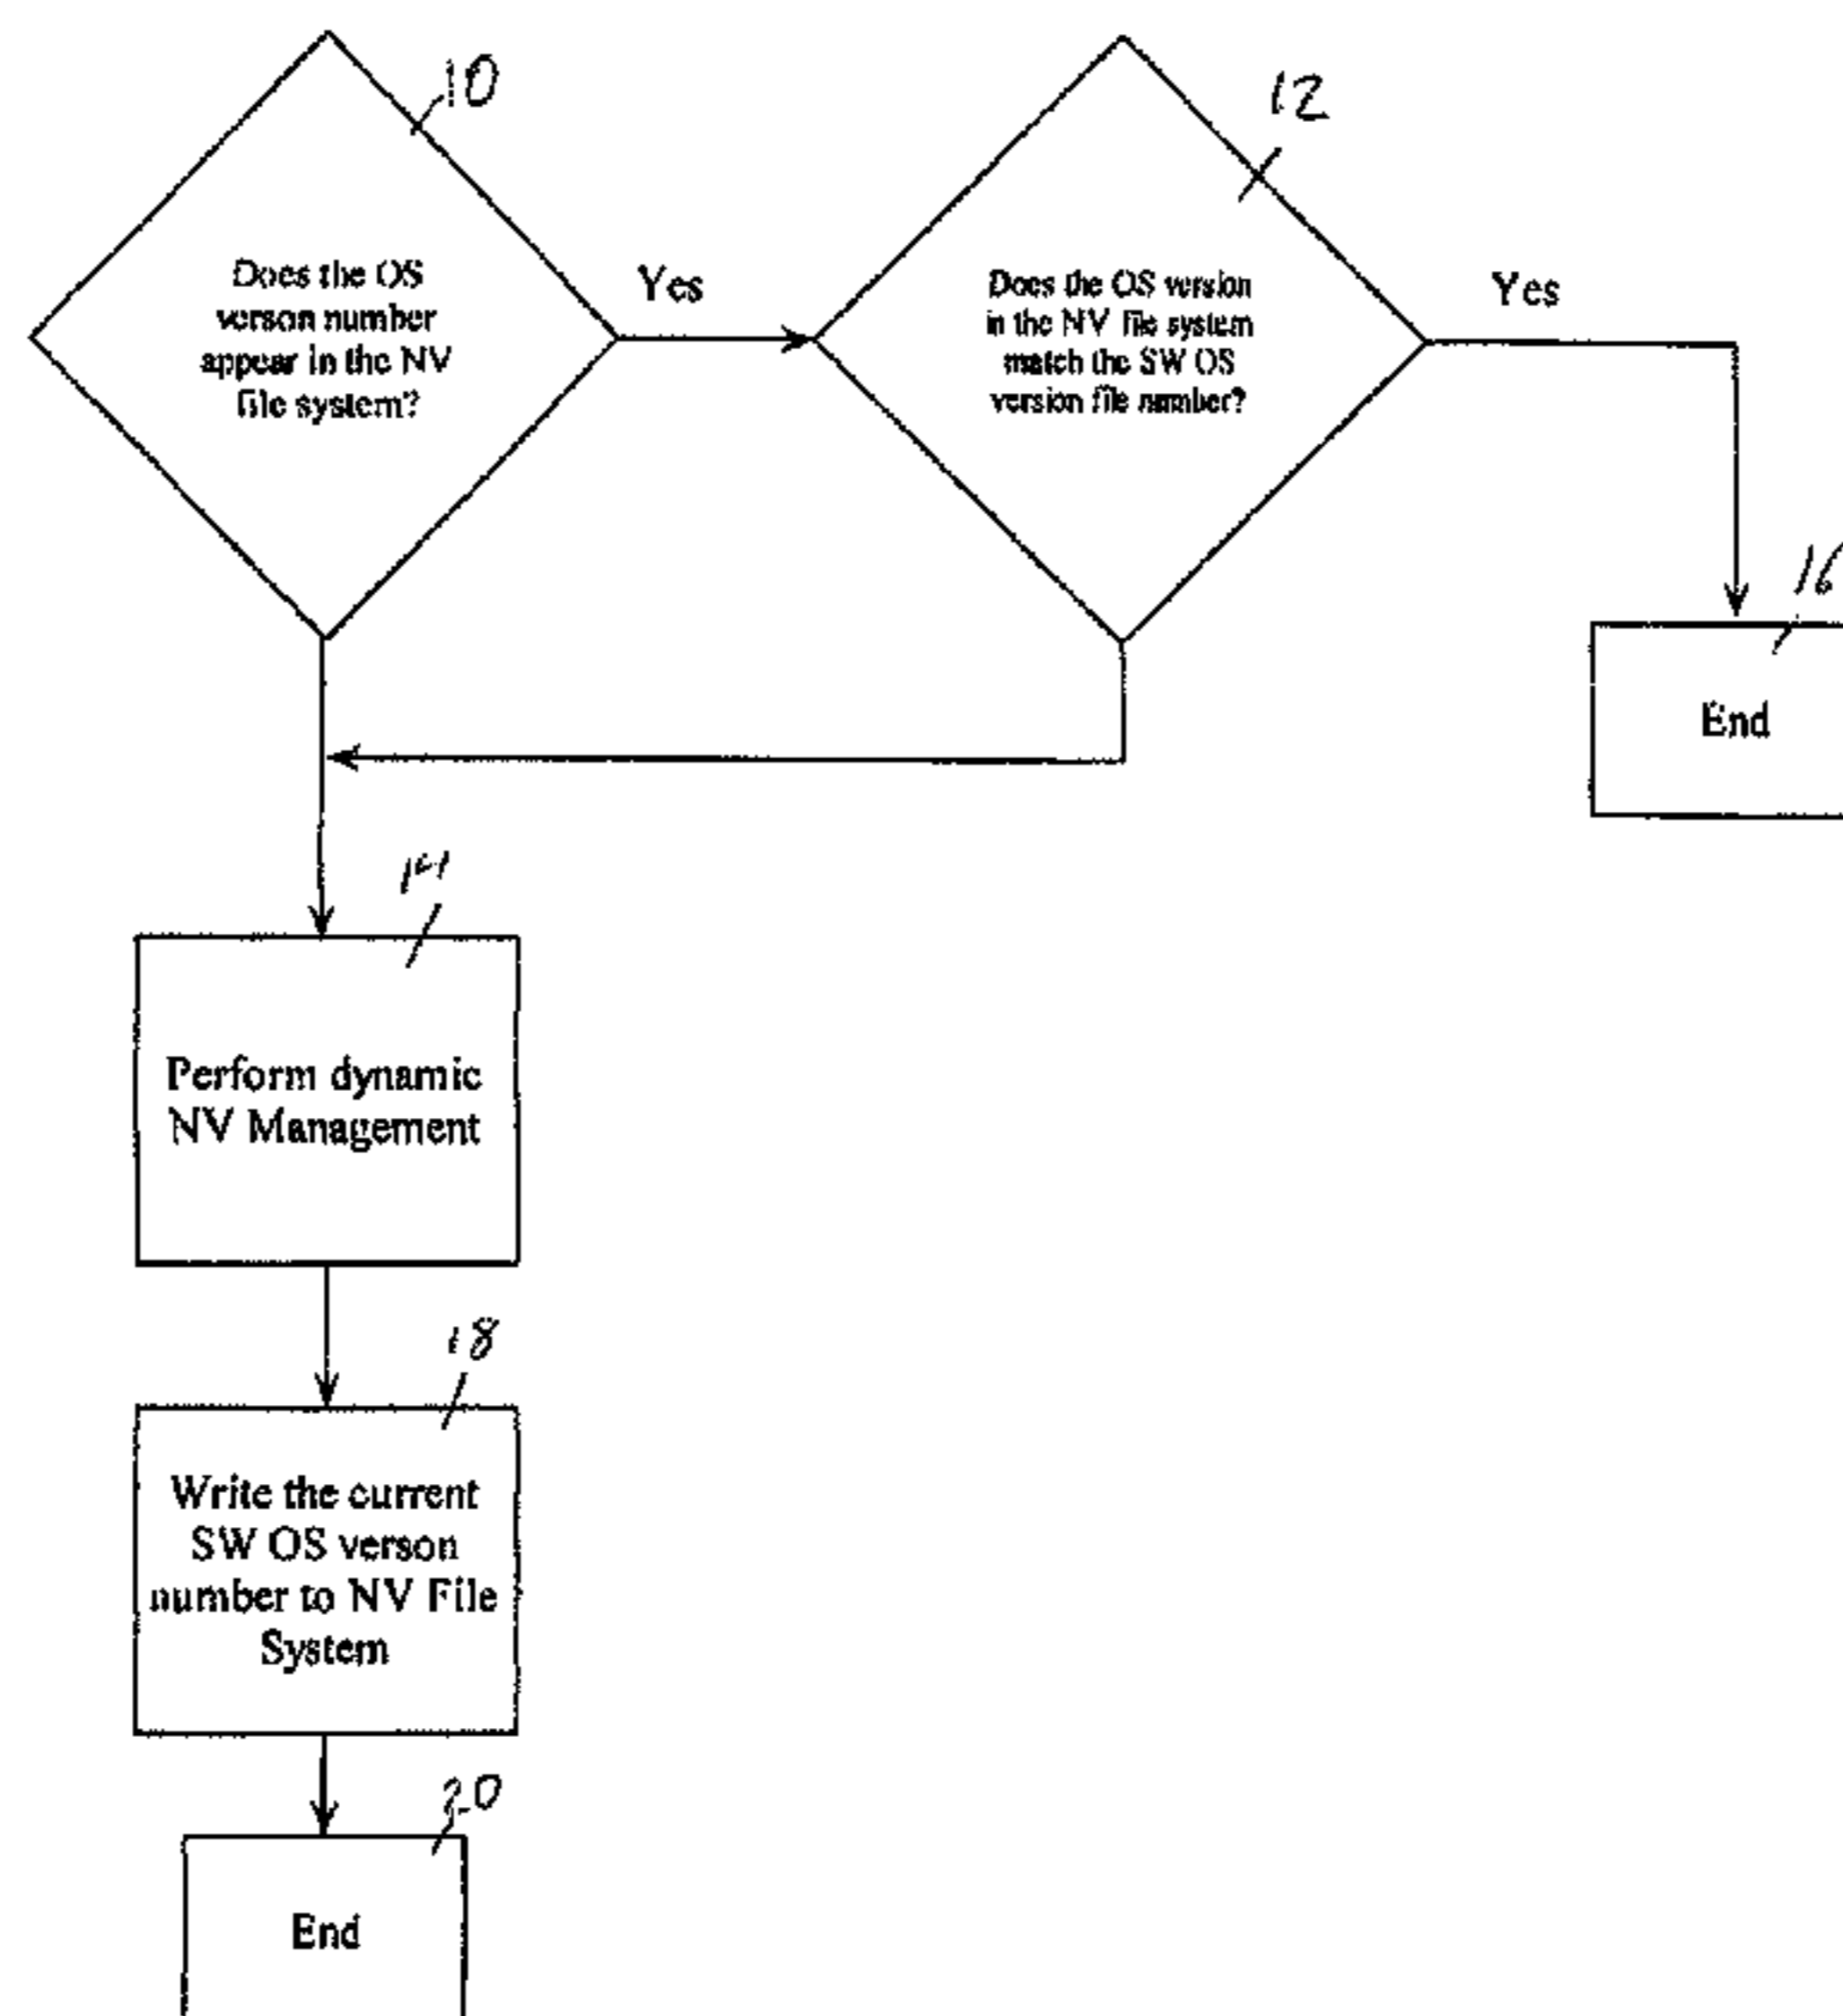 10
12
Does the OS
verson number
appear in the NV
file system?
Yes
Does the OS version
in the NV file system
match the SW OS
version file number?
Yes
16
End
14
Perform dynamic
NV Management
18
Write the current
SW OS verson
number to NV File
System
20
End